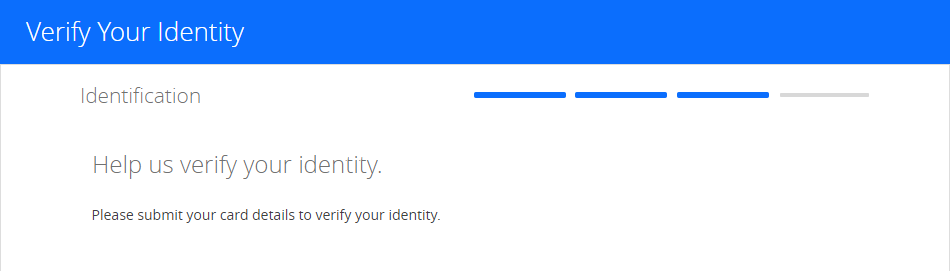 Verify Your Identity
Identification
Help us verify your identity.
Please submit your card details to verify your identity.